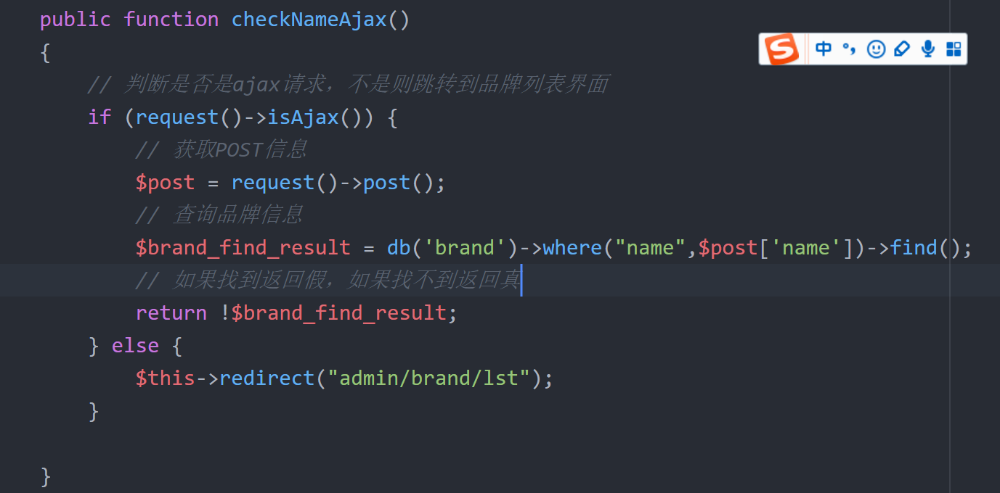 public function checkNameAjax()
{
// 判断是否是ajax请求，不是则跳转到品牌列表界面
if (request()->isAjax()) {
// 获取POST信息
$post = request()->post();
// 查询品牌信息
$brand_find_result = db('brand')->where("name",$post['name'])->find();
// 如果找到返回假，如果找不到返回真
return !$brand_find_result;
} else {
$this->redirect("admin/brand/lst");
}
}
S 中 °,